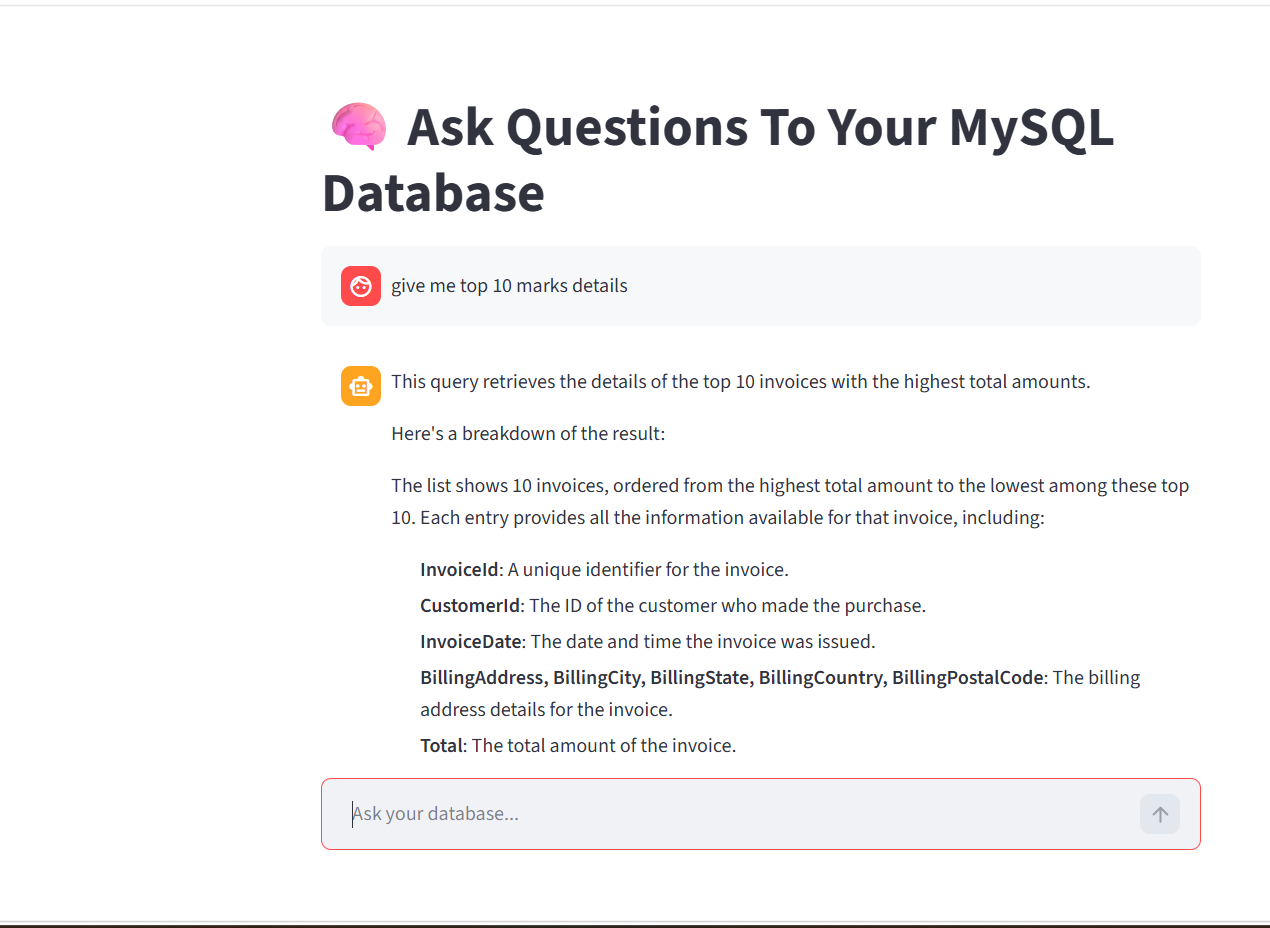 🧠 Ask Questions To Your MySQL
Database
give me top 10 marks details
This query retrieves the details of the top 10 invoices with the highest total amounts.
Here's a breakdown of the result:
The list shows 10 invoices, ordered from the highest total amount to the lowest among these top
10. Each entry provides all the information available for that invoice, including:
InvoiceId: A unique identifier for the invoice.
CustomerId: The ID of the customer who made the purchase.
InvoiceDate: The date and time the invoice was issued.
BillingAddress, BillingCity, BillingState, BillingCountry, BillingPostalCode: The billing
address details for the invoice.
Total: The total amount of the invoice.
Ask your database...